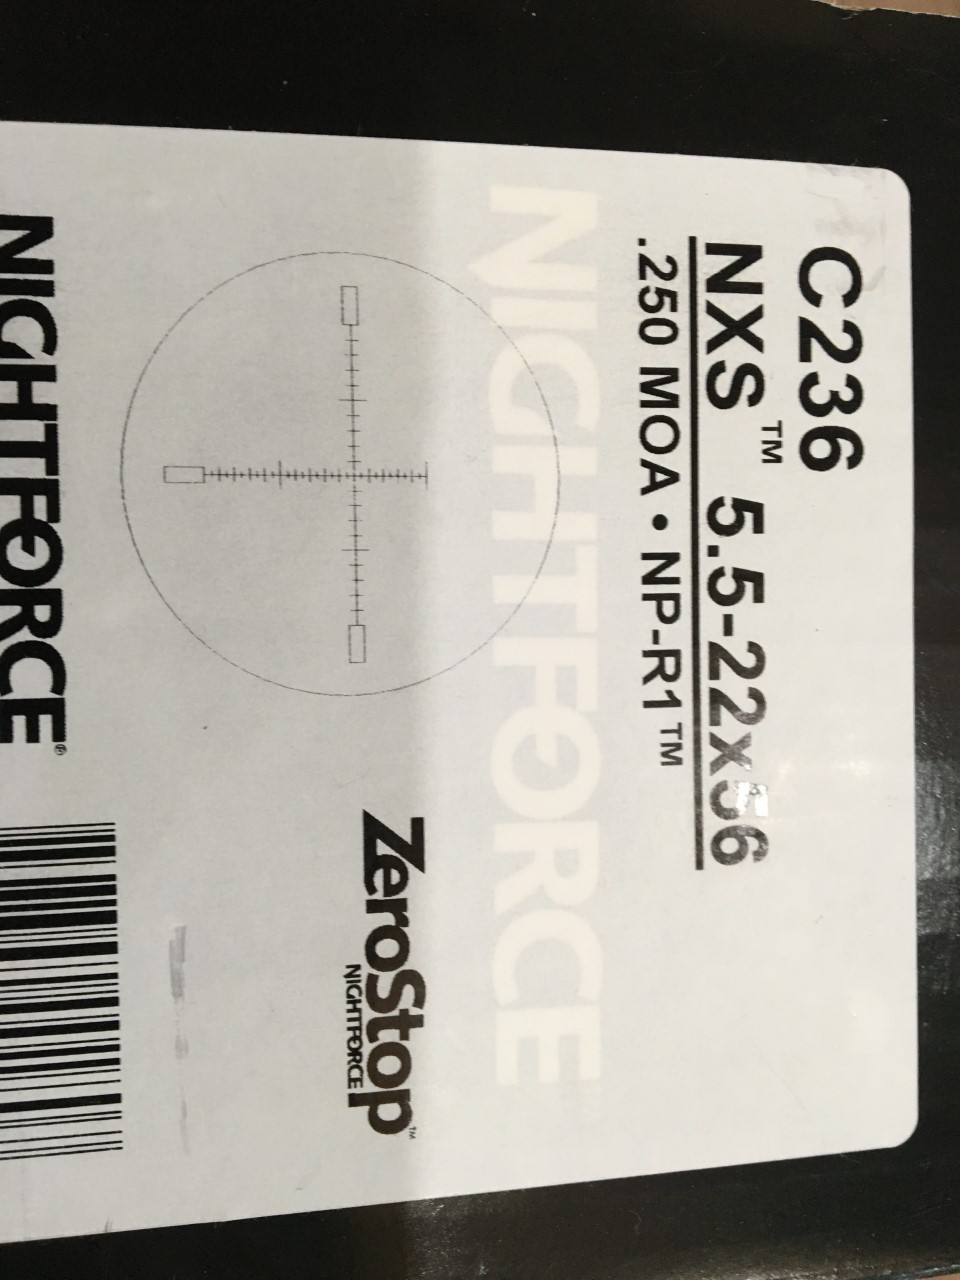 C236
NXS™ 5.5-22x56
.250 MOA • NP-R1™
NIGHTFORCE
ZeroStop™
NIGHTFORCE
NIGHTFORCE®